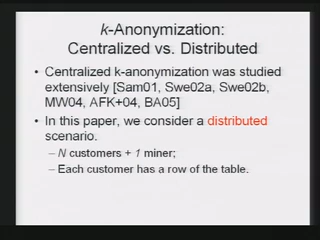 k-Anonymization:
Centralized vs. Distributed
• Centralized k-anonymization was studied
extensively [Sam01, Swe02a, Swe02b,
MW04, AFK+04, BA05]
• In this paper, we consider a distributed
scenario.
– N customers + 1 miner;
– Each customer has a row of the table.